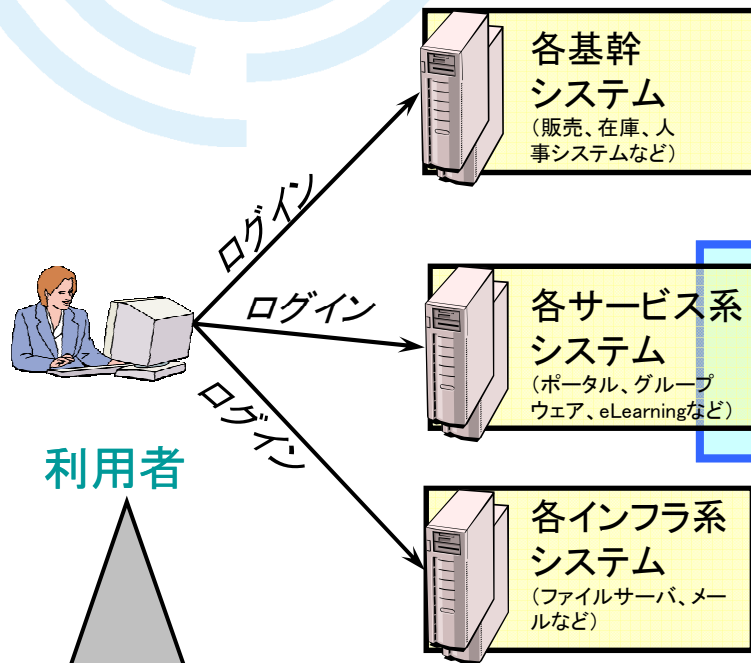 各基幹
システム
(販売、在庫、人
事システムなど)
ログイン
ログイン
各サービス系
システム
(ポータル、グループ
ウェア、eLearningなど)
ログイン
利用者
各インフラ系
システム
(ファイルサーバ、メー
ルなど)